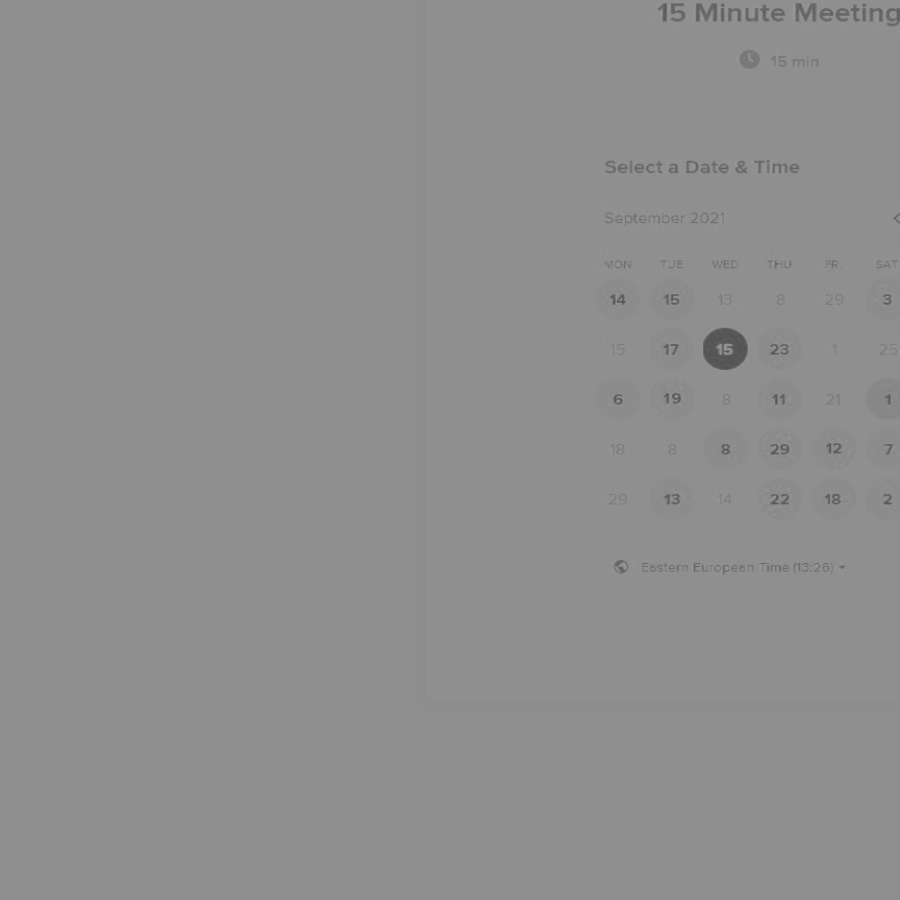 15 Minute Meeting
15 min
Select a Date & Time
September 2021
MON TUE WED THU FRI SAT
14 15 13 8 29 3
15 17 15 23 1 25
6 19 8 11 21 1
18 8 8 29 12 7
29 13 14 22 18 2
Eastern European Time (13:26)